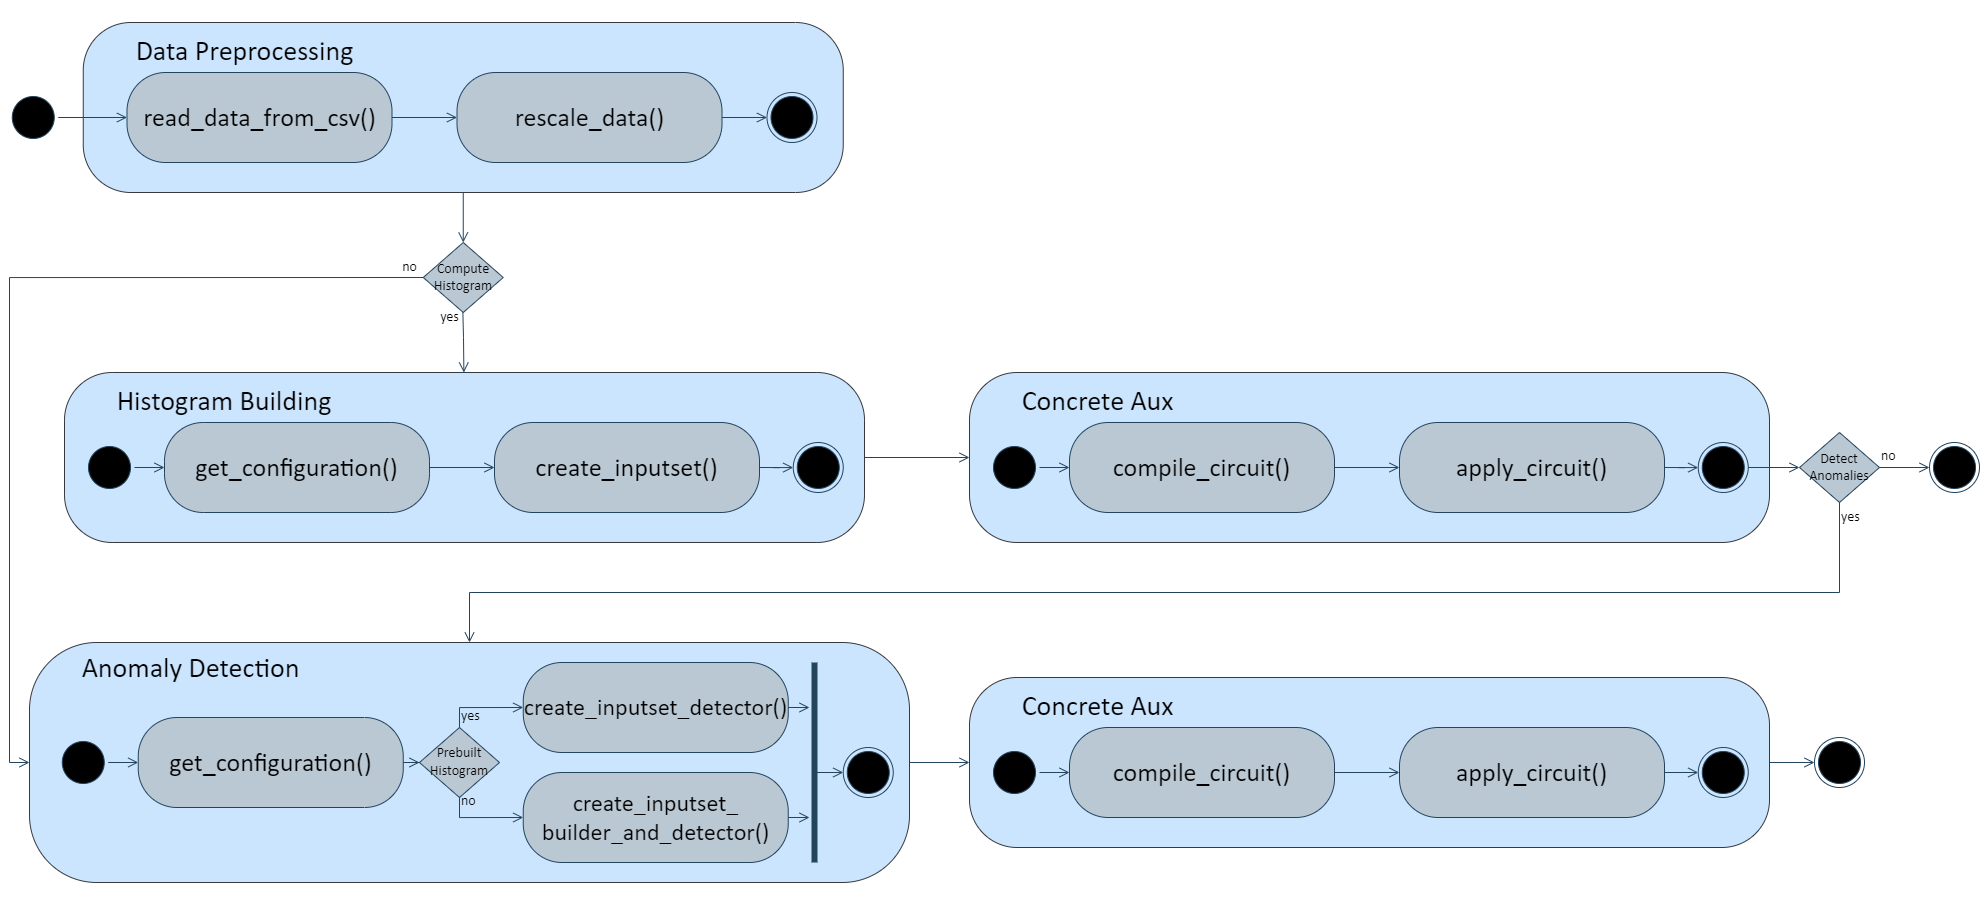 Data Preprocessing
read_data_from_csv()
rescale_data()
Compute
Histogram
no
yes
Histogram Building
get_configuration()
create_inputset()
Concrete Aux
compile_circuit()
apply_circuit()
Detect
Anomalies
no
yes
Anomaly Detection
get_configuration()
Prebuilt
Histogram
yes
no
create_inputset_detector()
create_inputset_
builder_and_detector()
Concrete Aux
compile_circuit()
apply_circuit()